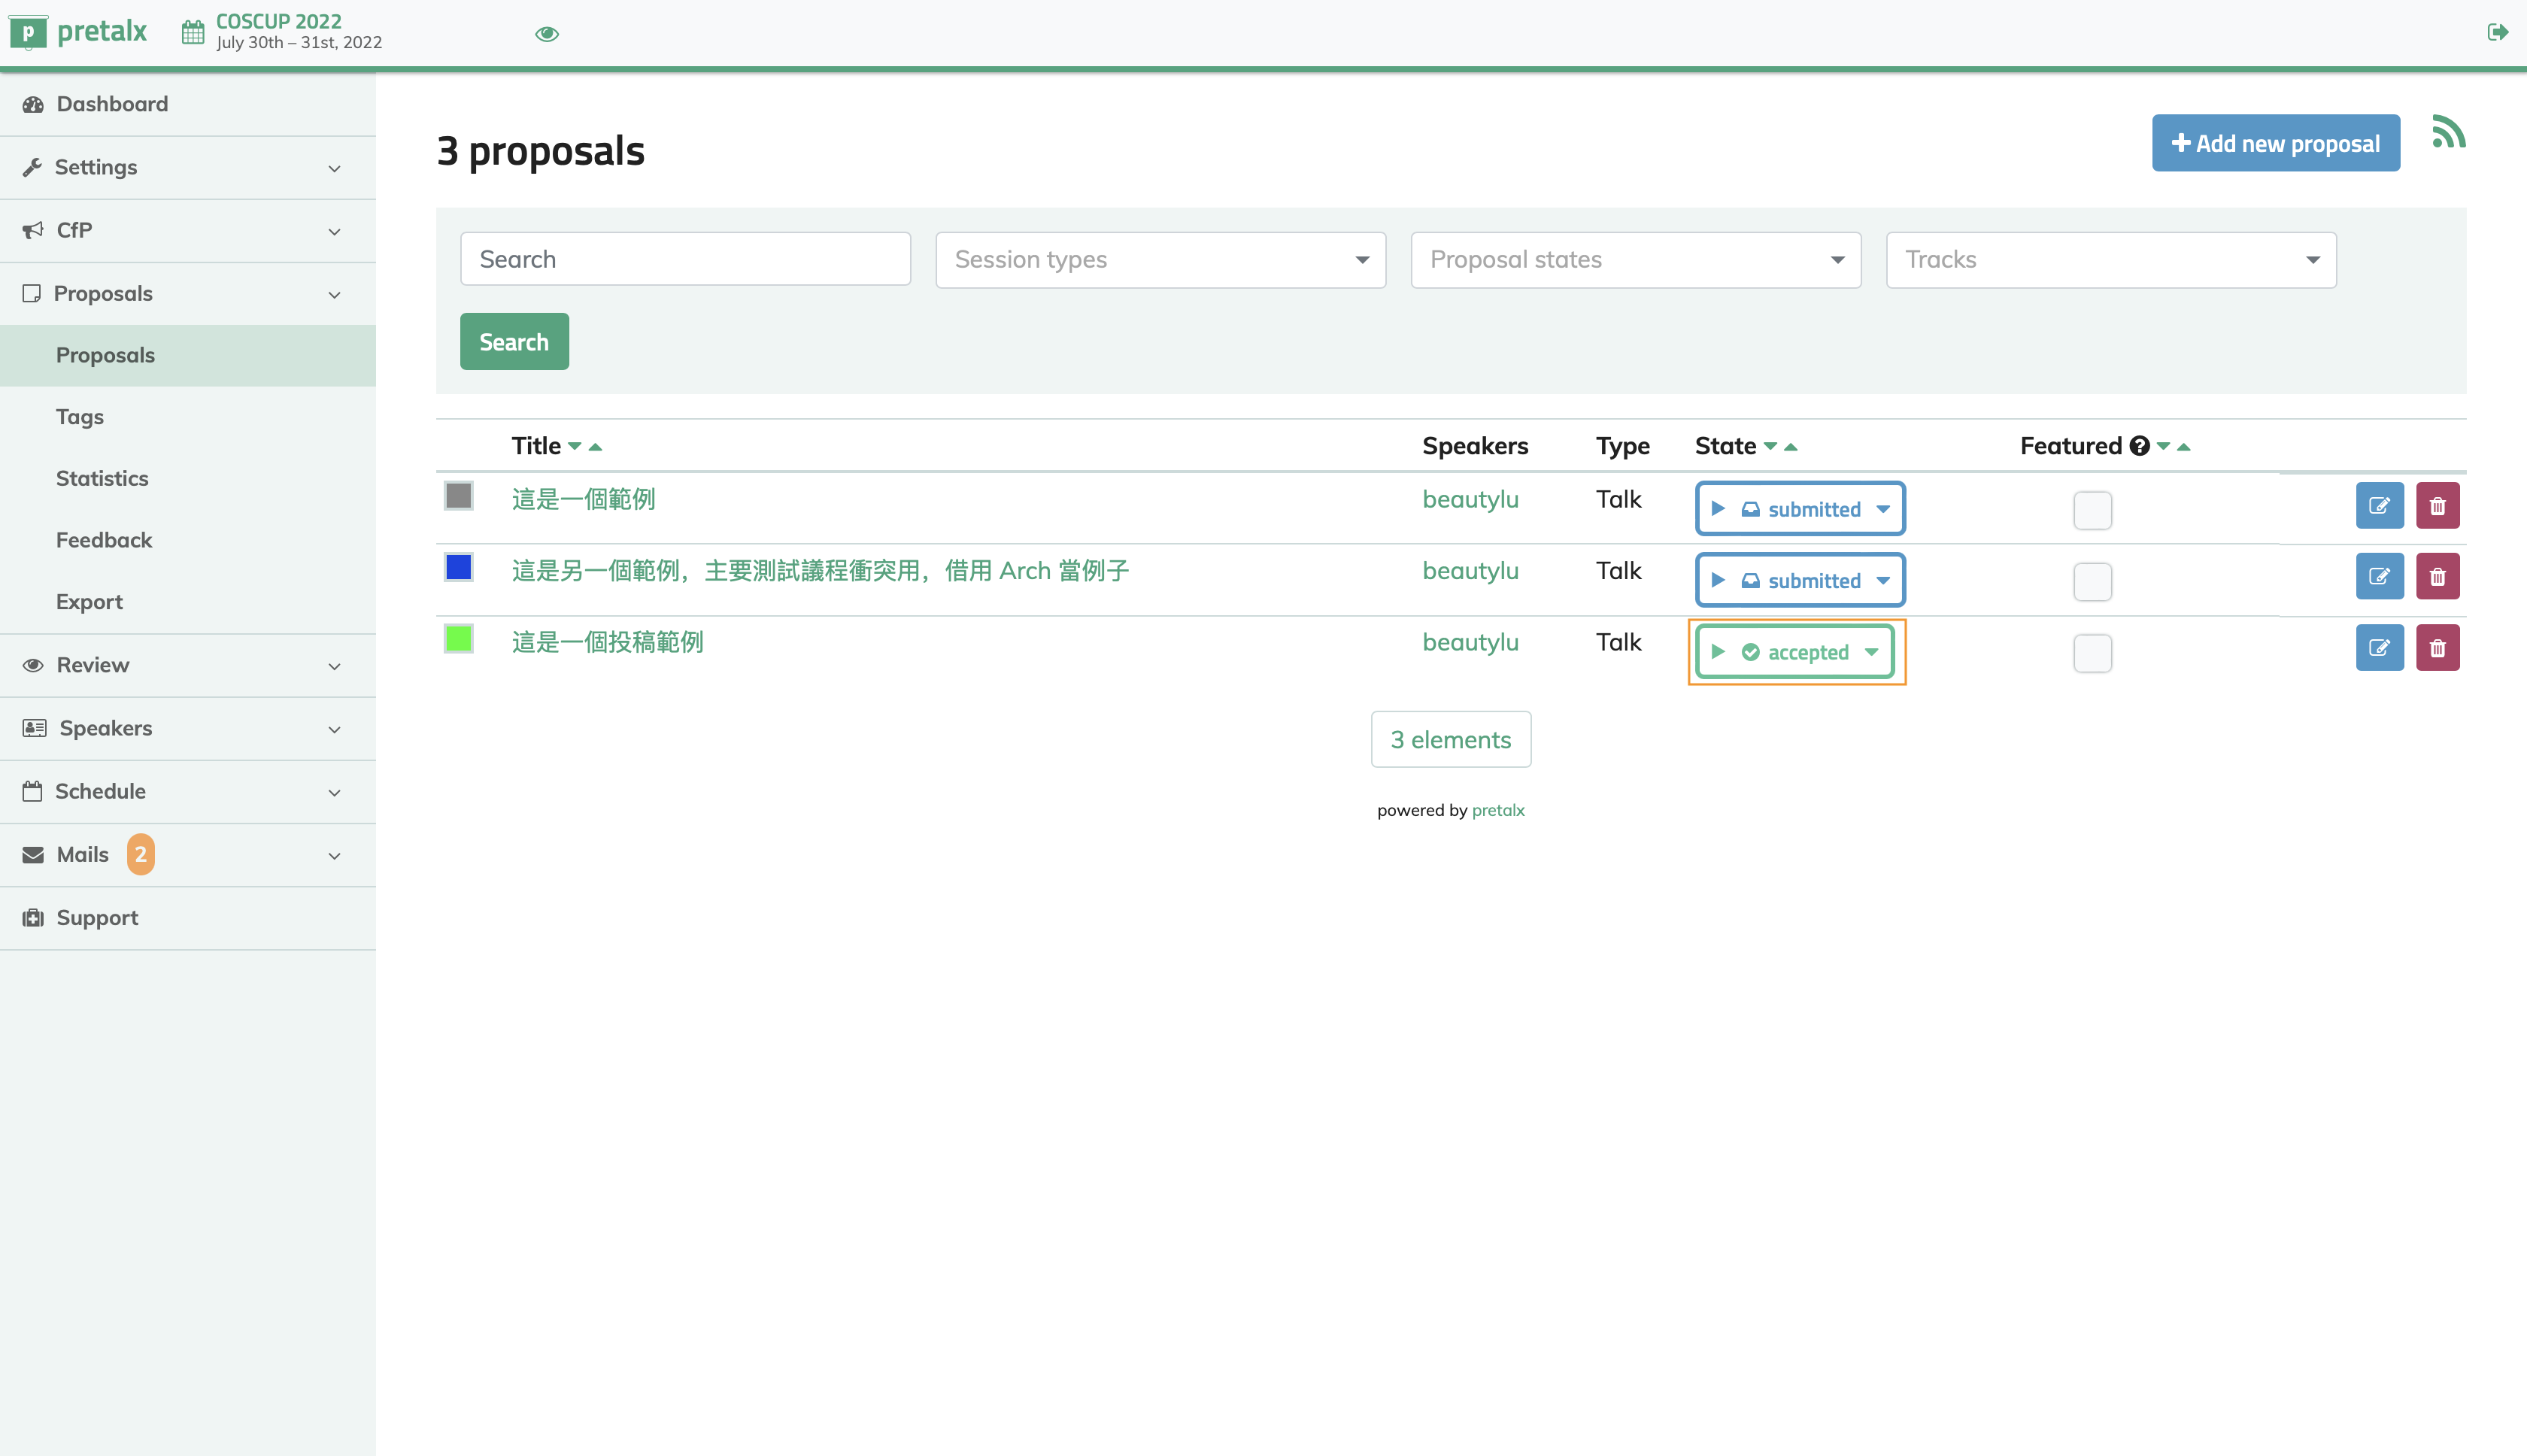 p pretalx
COSCUP 2022
July 30th – 31st, 2022
Dashboard
Settings
CfP
Proposals
Proposals
Tags
Statistics
Feedback
Export
Review
Speakers
Schedule
Mails 2
Support
3 proposals
Add new proposal
Search Session types Proposal states Tracks
Search
Title Speakers Type State Featured
這是一個範例 beautylu Talk submitted
這是另一個範例，主要測試議程衝突用，借用 Arch 當例子 beautylu Talk submitted
這是一個投稿範例 beautylu Talk accepted
3 elements
powered by pretalx